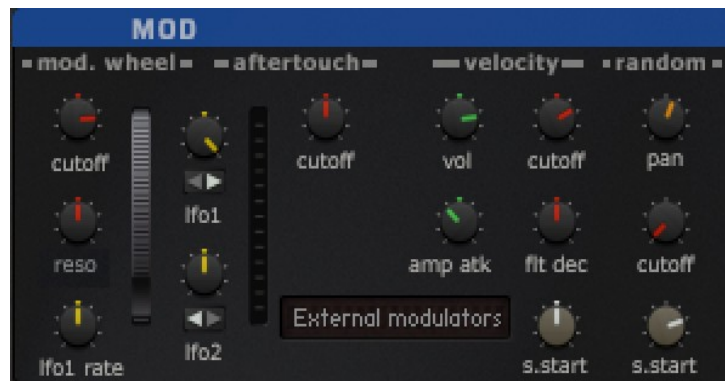 MOD
mod. wheel aftertouch velocity random
cutoff cutoff vol cutoff pan
lfo1
reso amp atk flt dec cutoff
External modulators
lfo1 rate lfo2 s.start s.start